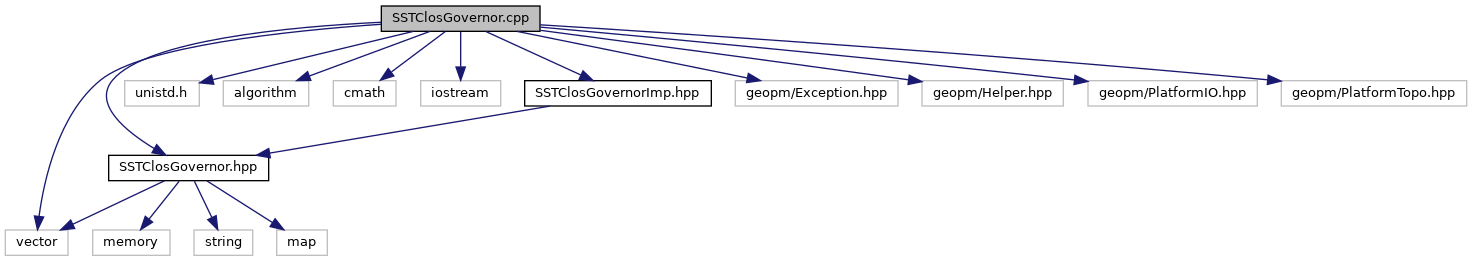 SSTClosGovernor.cpp
unistd.h
algorithm
cmath
iostream
SSTClosGovernorImp.hpp
geopm/Exception.hpp
geopm/Helper.hpp
geopm/PlatformIO.hpp
geopm/PlatformTopo.hpp
SSTClosGovernor.hpp
vector
memory
string
map